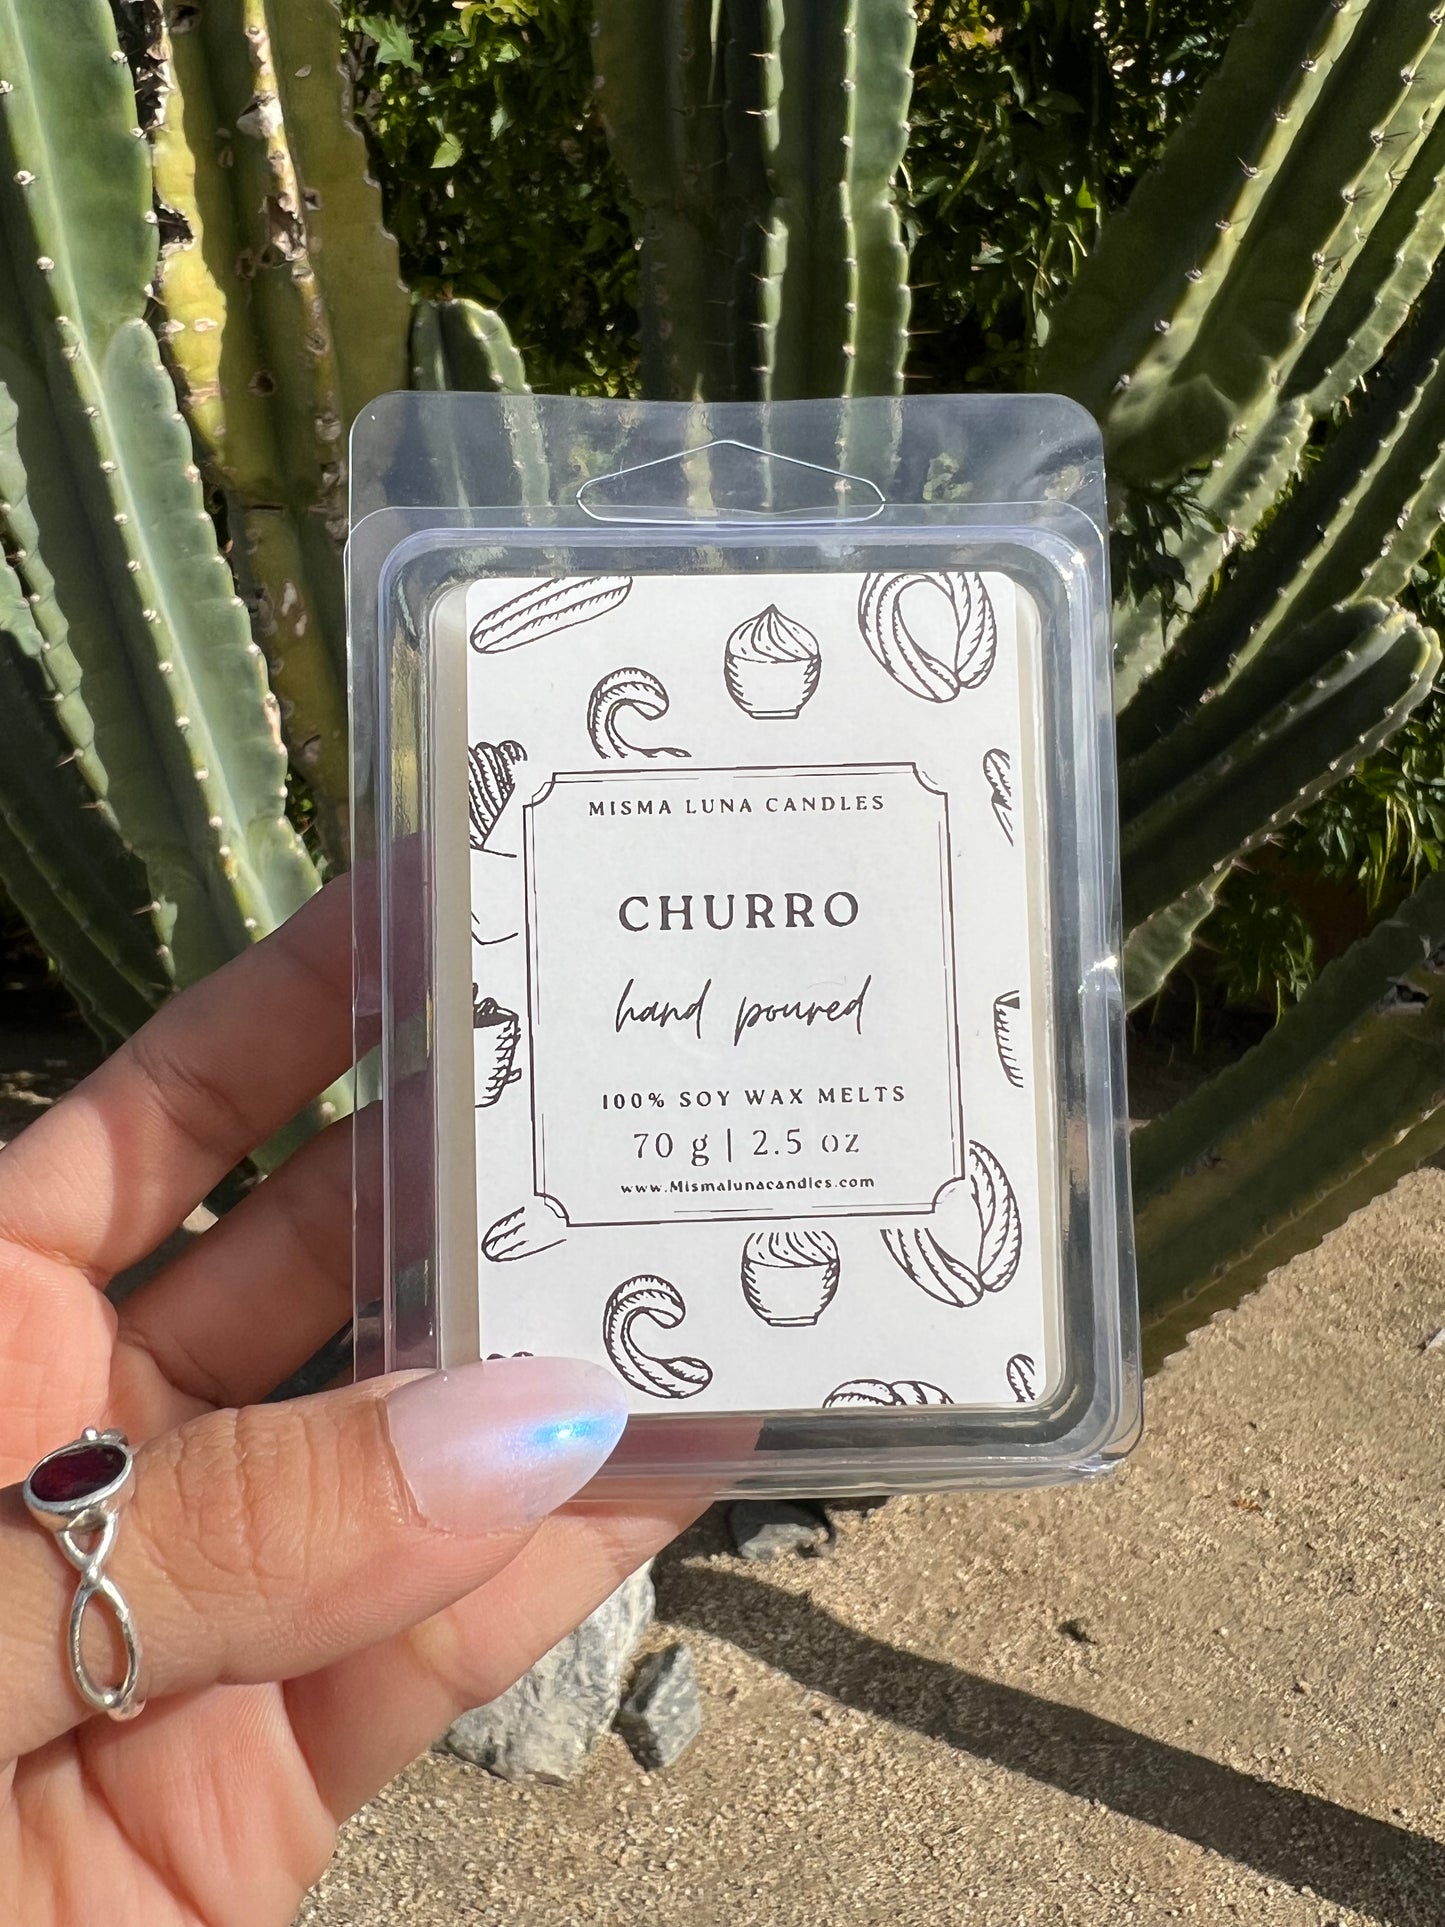 MISMA LUNA CANDLES
CHURRO
hand poured
100% SOY WAX MELTS
70 g | 2.5 oz
www.Mismalunacandles.com